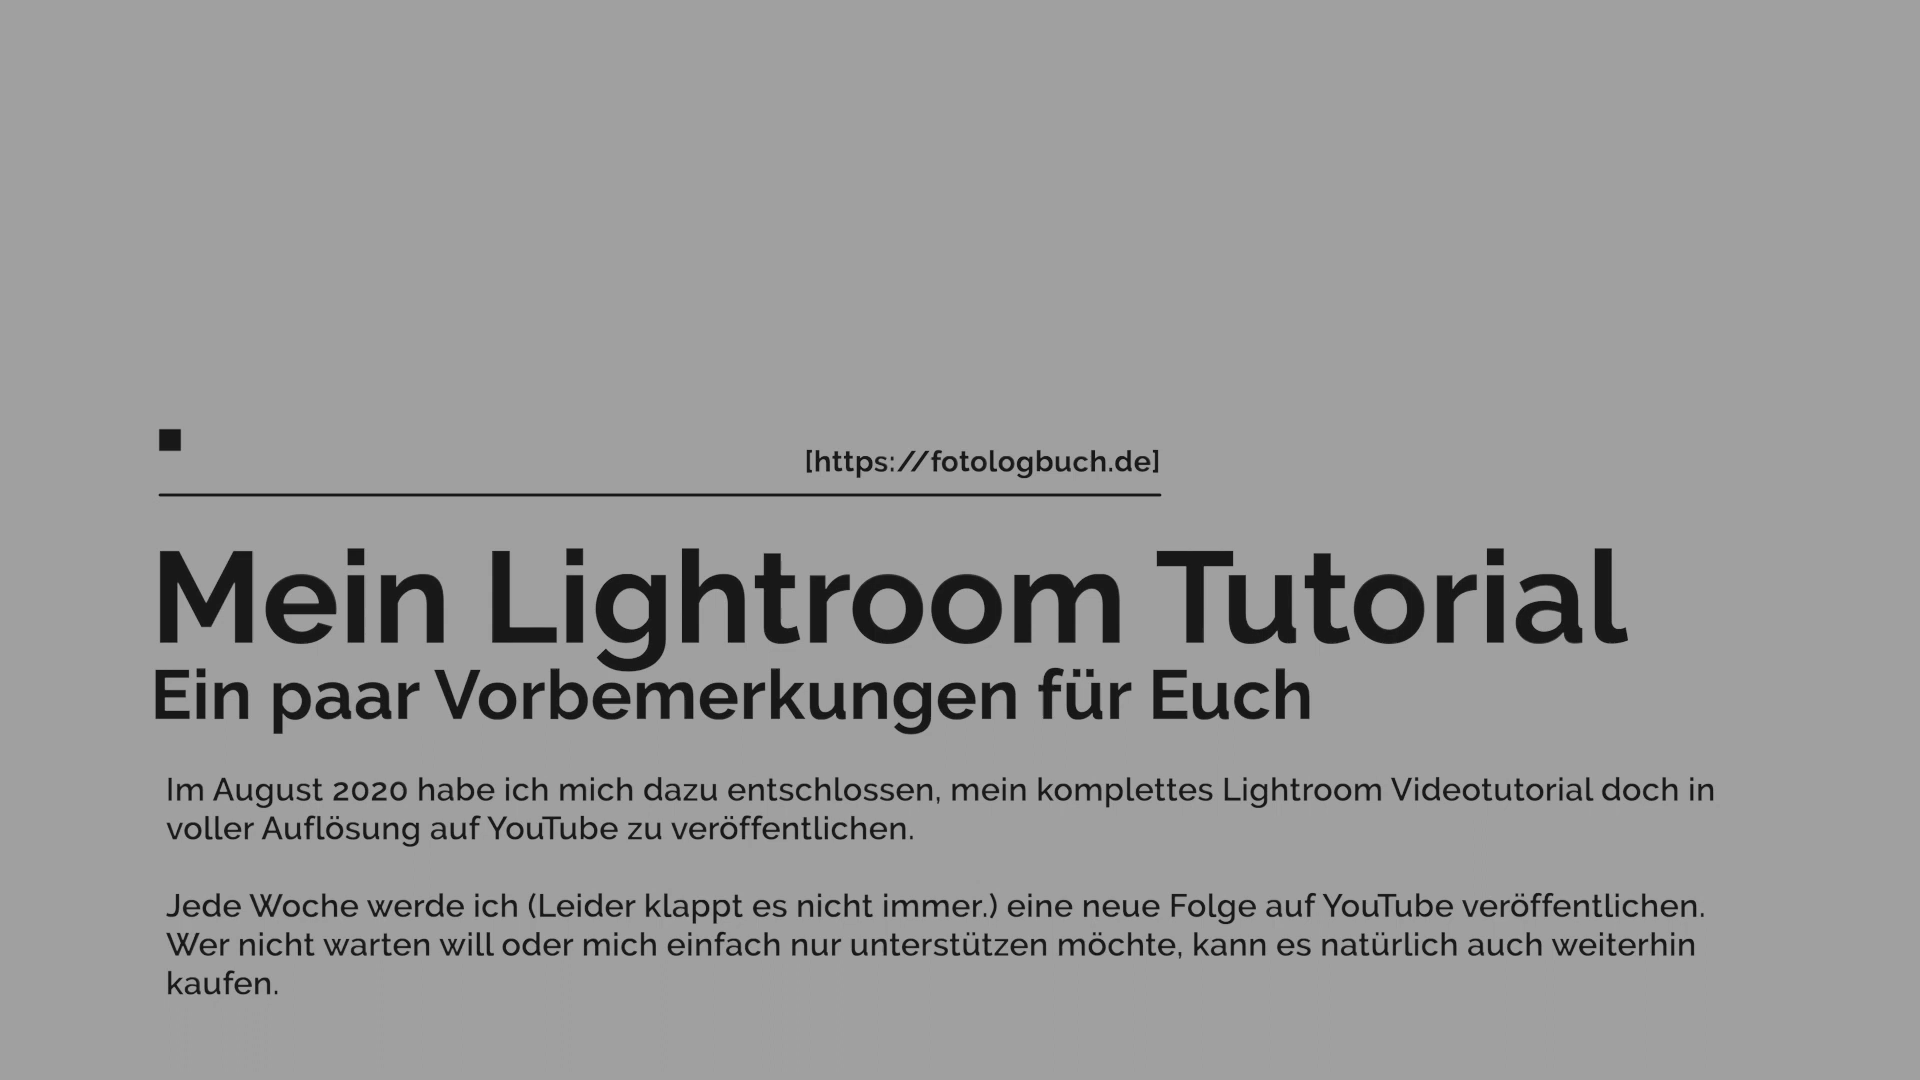 [https://fotologbuch.de]
Mein Lightroom Tutorial
Ein paar Vorbemerkungen für Euch
Im August 2020 habe ich mich dazu entschlossen, mein komplettes Lightroom Videotutorial doch in
voller Auflösung auf YouTube zu veröffentlichen.
Jede Woche werde ich (Leider klappt es nicht immer.) eine neue Folge auf YouTube veröffentlichen.
Wer nicht warten will oder mich einfach nur unterstützen möchte, kann es natürlich auch weiterhin
kaufen.